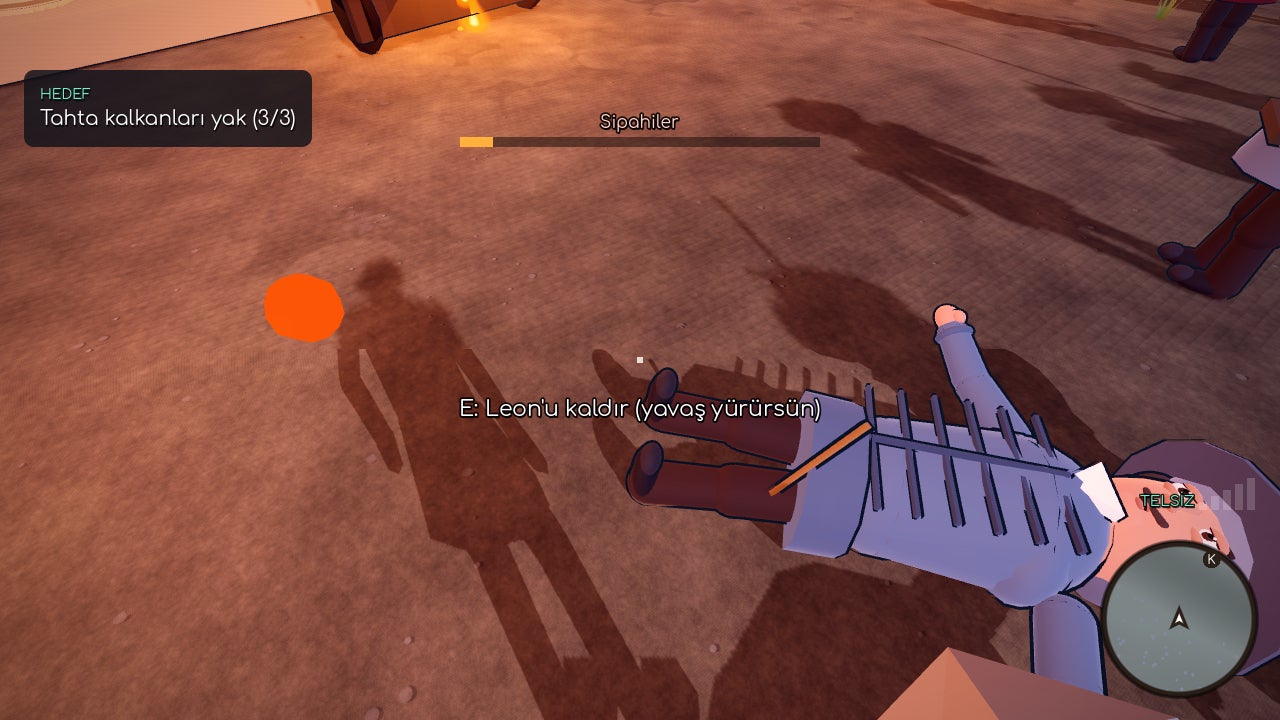 HEDEF
Tahta kalkanları yak (3/3)
Sipahiler
E: Leon'u kaldır (yavaş yürürsün)
TELSİZ
K